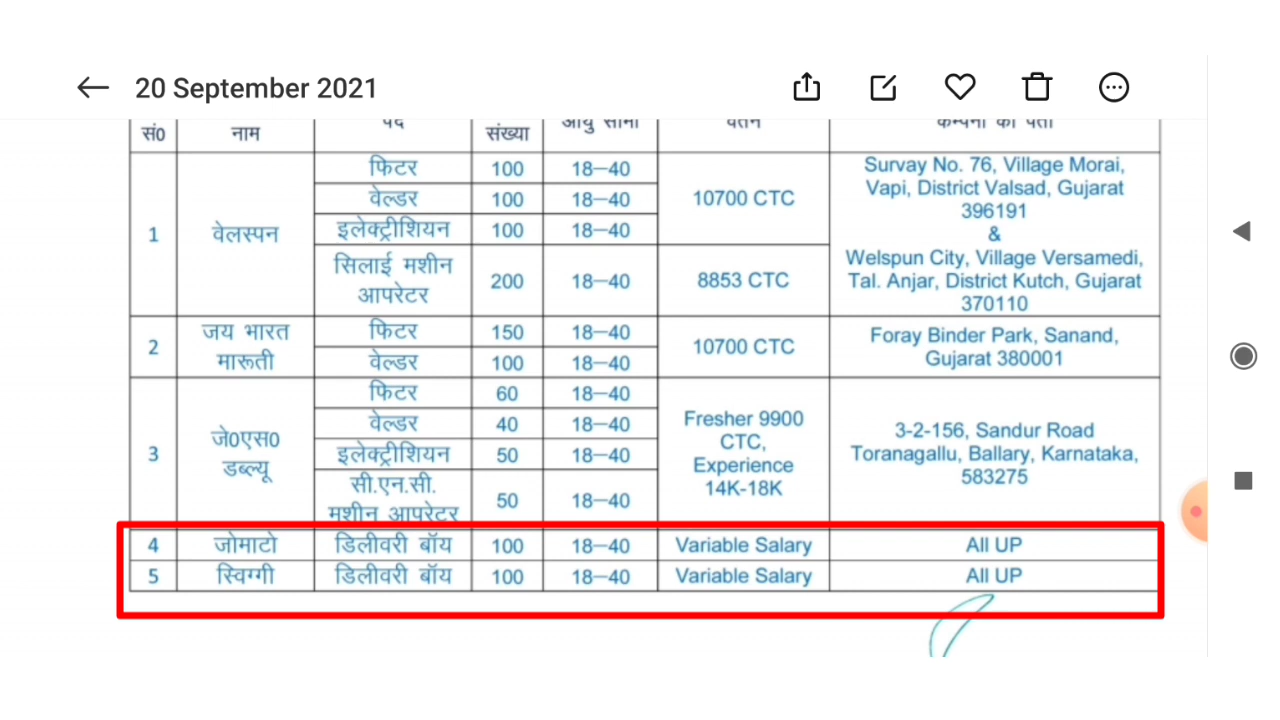 20 September 2021
सं0 नाम पद संख्या आयु सीमा वेतन कम्पनी का पता
1 वेलस्पन फिटर 100 18–40 10700 CTC Survay No. 76, Village Morai,
Vapi, District Valsad, Gujarat
396191
&
Welspun City, Village Versamedi,
Tal. Anjar, District Kutch, Gujarat
370110
वेल्डर 100 18–40
इलेक्ट्रीशियन 100 18–40
सिलाई मशीन
आपरेटर 200 18–40 8853 CTC
2 जय भारत
मारूती फिटर 150 18–40 10700 CTC Foray Binder Park, Sanand,
Gujarat 380001
वेल्डर 100 18–40
3 जे0एस0
डब्ल्यू फिटर 60 18–40 Fresher 9900
CTC,
Experience
14K-18K 3-2-156, Sandur Road
Toranagallu, Ballary, Karnataka,
583275
वेल्डर 40 18–40
इलेक्ट्रीशियन 50 18–40
सी.एन.सी.
मशीन आपरेटर 50 18–40
4 जोमाटो डिलीवरी बॉय 100 18–40 Variable Salary All UP
5 स्विग्गी डिलीवरी बॉय 100 18–40 Variable Salary All UP